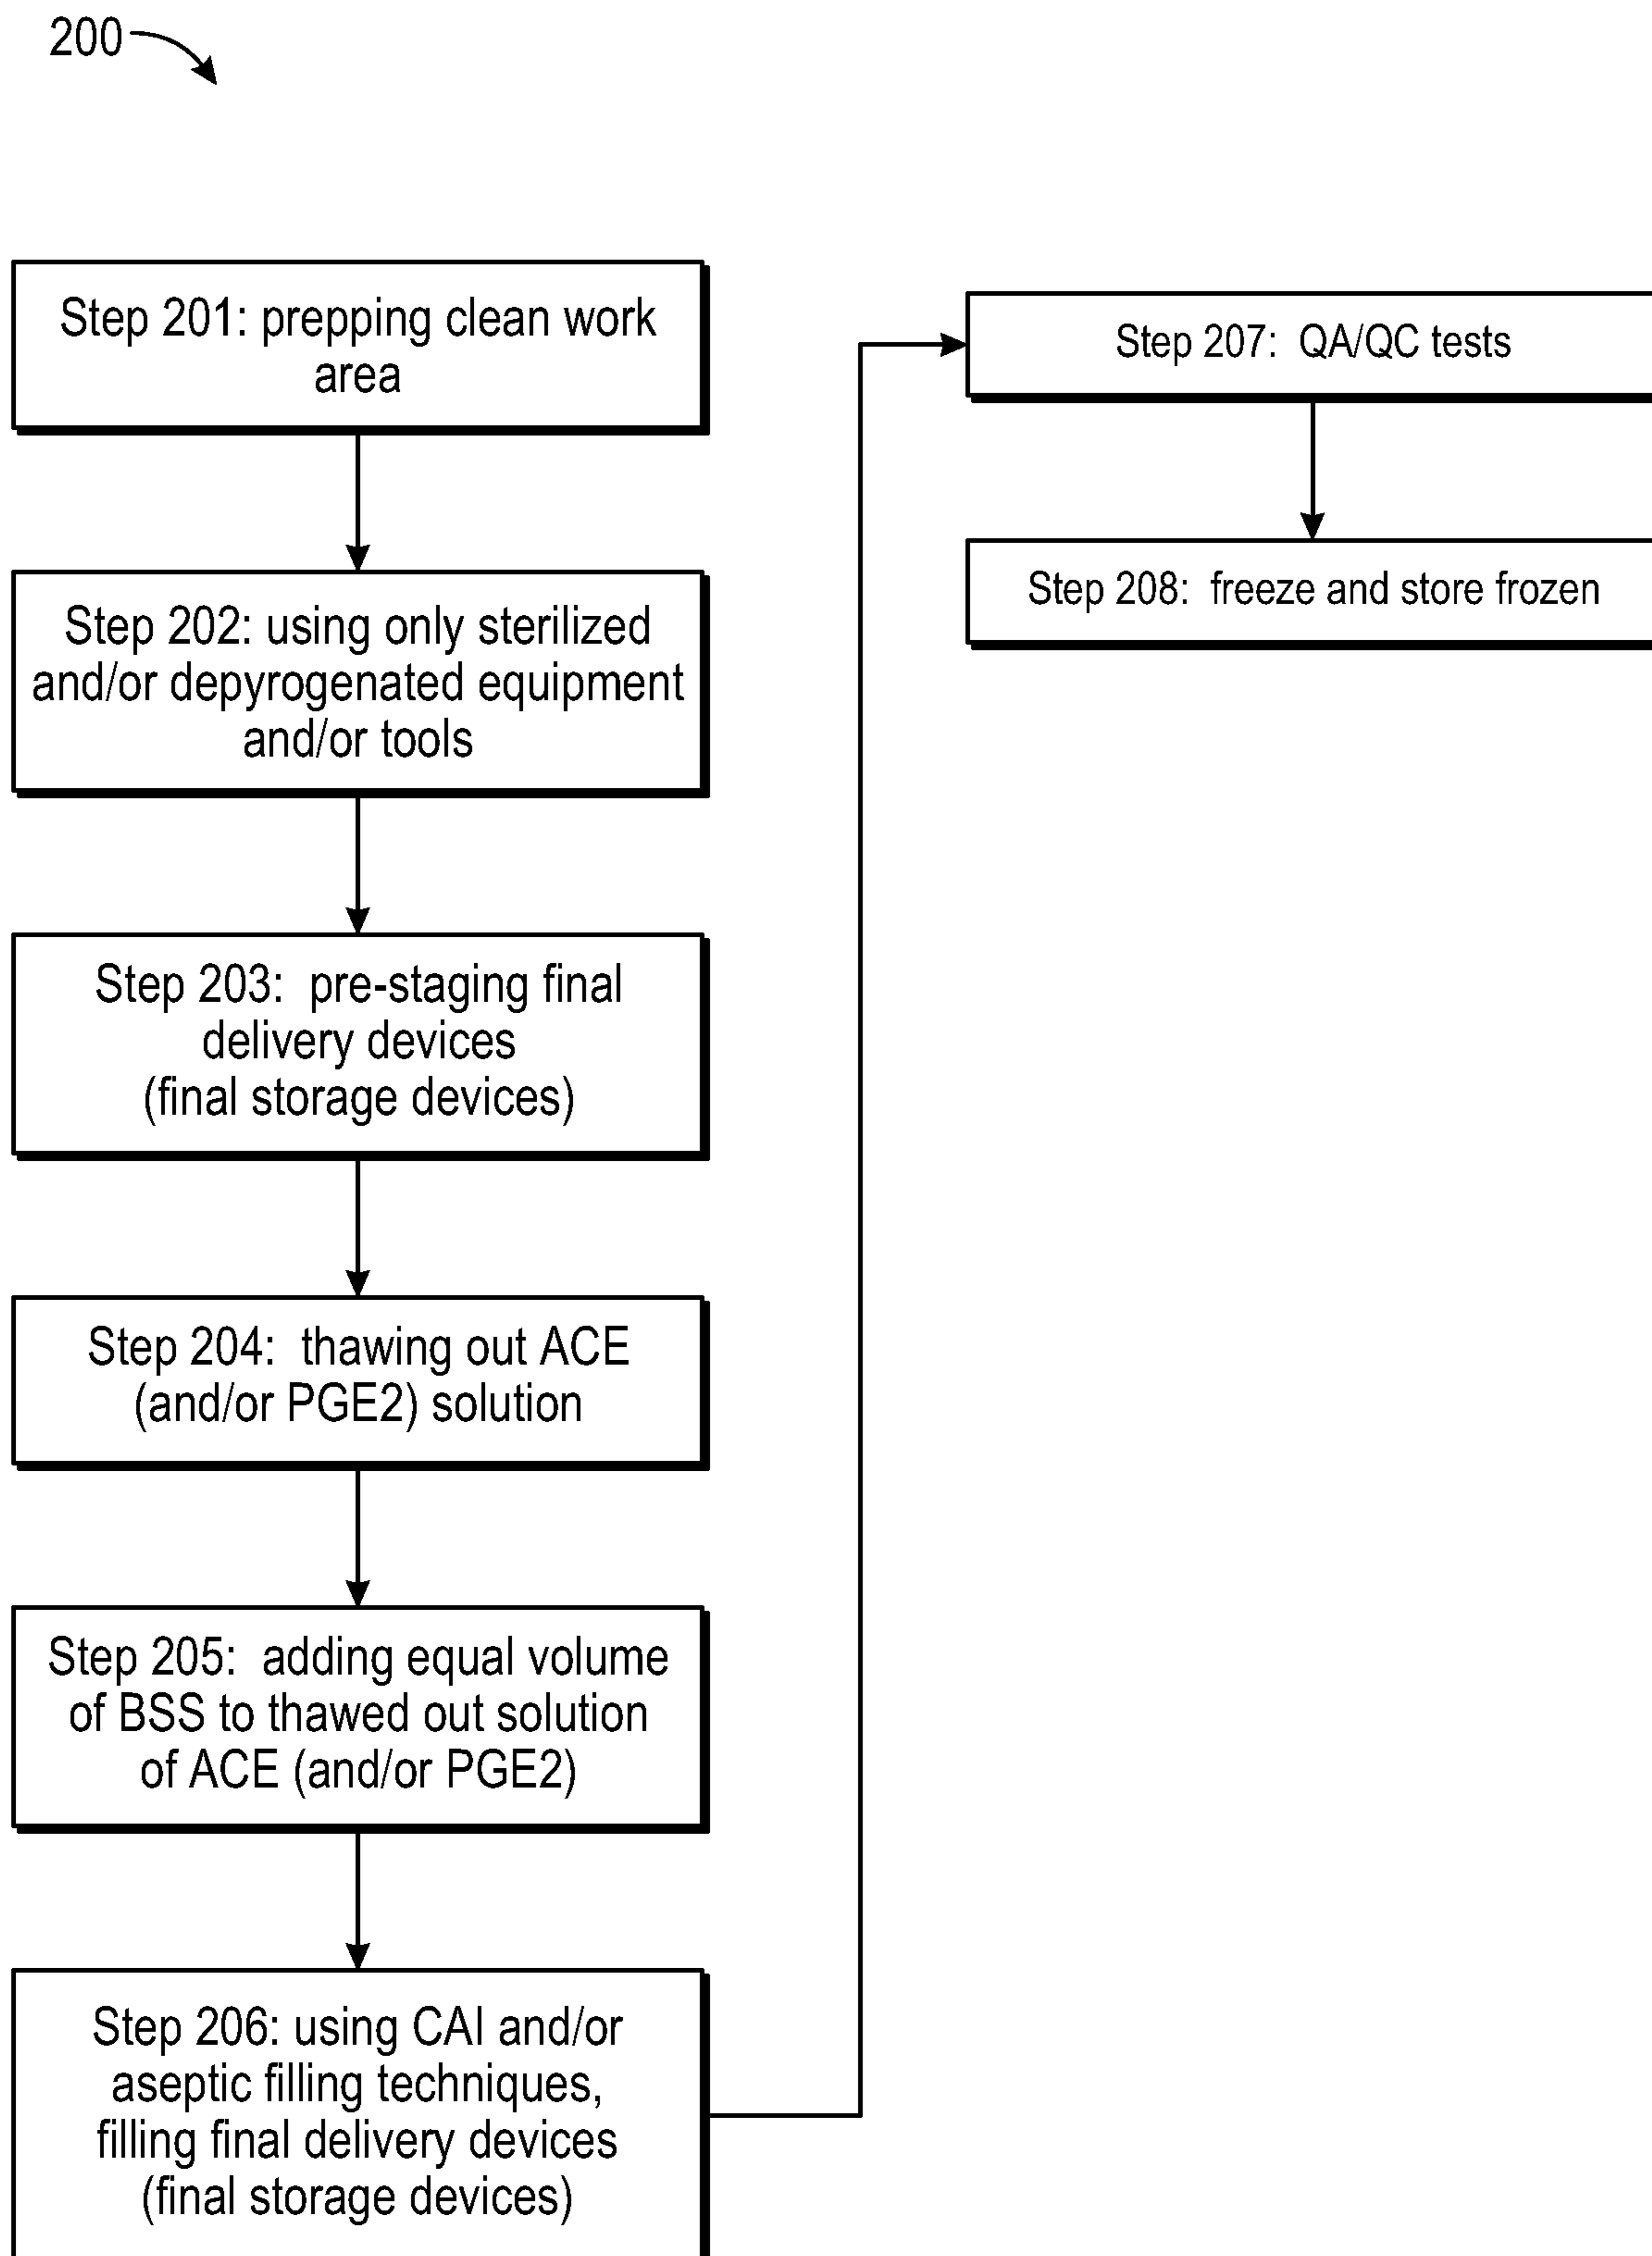 200
Step 201: prepping clean work
area
Step 202: using only sterilized
and/or depyrogenated equipment
and/or tools
Step 203: pre-staging final
delivery devices
(final storage devices)
Step 204: thawing out ACE
(and/or PGE2) solution
Step 205: adding equal volume
of BSS to thawed out solution
of ACE (and/or PGE2)
Step 206: using CAI and/or
aseptic filling techniques,
filling final delivery devices
(final storage devices)
Step 207: QA/QC tests
Step 208: freeze and store frozen